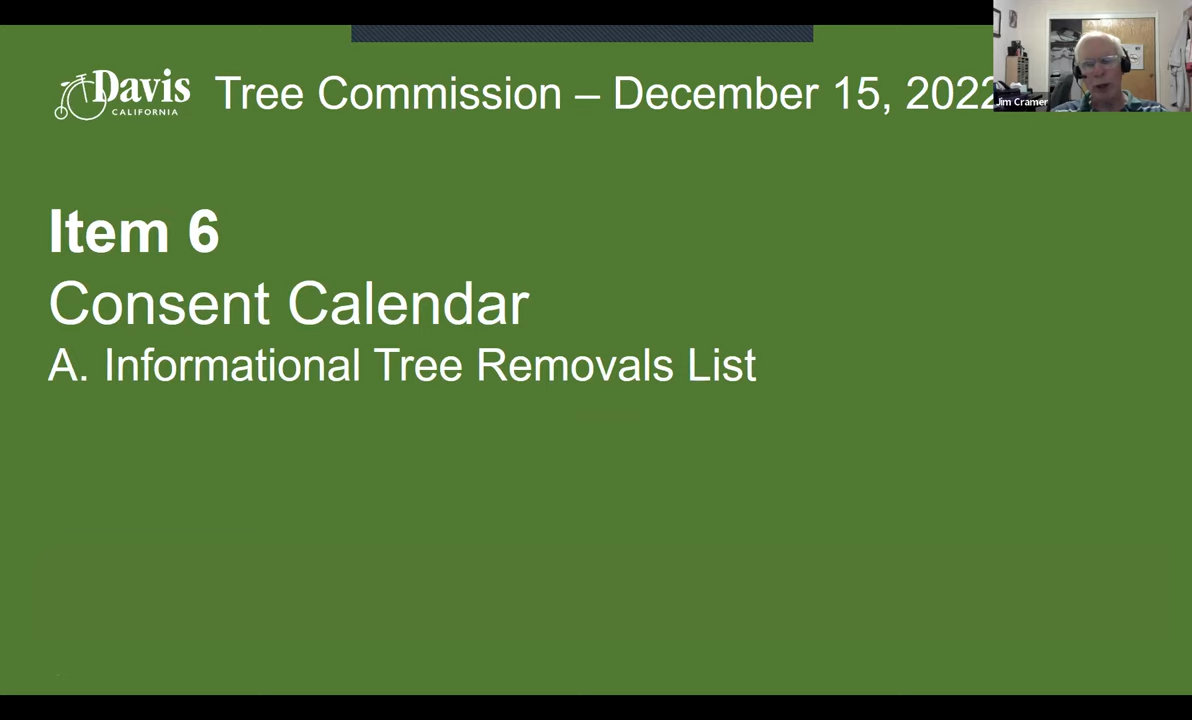 Davis
CALIFORNIA
Tree Commission – December 15, 2022
Jim Cramer
Item 6
Consent Calendar
A. Informational Tree Removals List